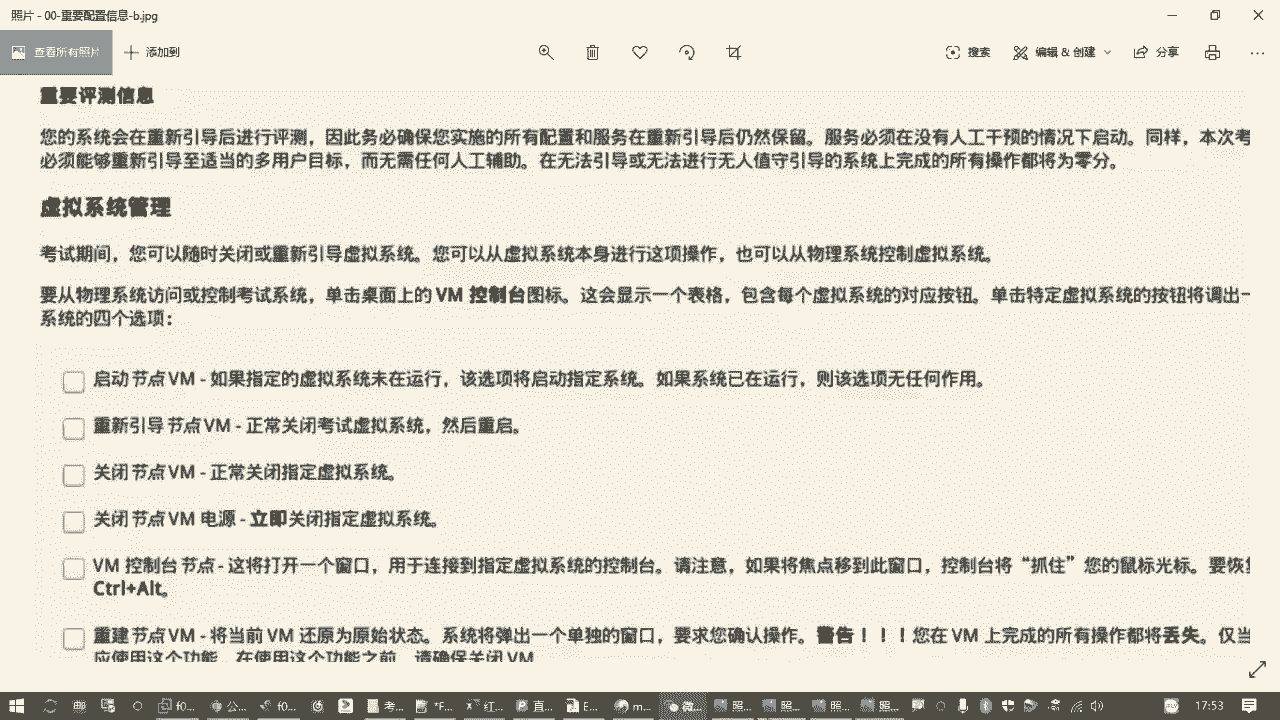 照片 - 00-重要配置信息-b.jpg
查看所有照片 添加到 搜索 编辑 & 创建 分享
重要评测信息
您的系统会在重新引导后进行评测，因此务必确保您实施的所有配置和服务在重新引导后仍然保留。服务必须在没有人工干预的情况下启动。同样，本次考
必须能够重新引导至适当的多用户目标，而无需任何人工辅助。在无法引导或无法进行无人值守引导的系统上完成的所有操作都将为零分。
虚拟系统管理
考试期间，您可以随时关闭或重新引导虚拟系统。您可以从虚拟系统本身进行这项操作，也可以从物理系统控制虚拟系统。
要从物理系统访问或控制考试系统，单击桌面上的 VM 控制台图标。这会显示一个表格，包含每个虚拟系统的对应按钮。单击特定虚拟系统的按钮将调出一
系统的四个选项：
启动 节点 VM - 如果指定的虚拟系统未在运行，该选项将启动指定系统。如果系统已在运行，则该选项无任何作用。
重新引导 节点 VM - 正常关闭考试虚拟系统，然后重启。
关闭 节点 VM - 正常关闭指定虚拟系统。
关闭 节点 VM 电源 - 立即关闭指定虚拟系统。
VM 控制台 节点 - 这将打开一个窗口，用于连接到指定虚拟系统的控制台。请注意，如果将焦点移到此窗口，控制台将“抓住”您的鼠标光标。要恢复
Ctrl+Alt。
重建 节点 VM - 将当前 VM 还原为原始状态。系统将弹出一个单独的窗口，要求您确认操作。警告！！！您在 VM 上完成的所有操作都将丢失。仅当
应使用这个功能。在使用这个功能之前，请确保关闭 VM
f0... 公... f0... 考... *F... 红... 直... E... m... 微... 照... 照... 照... 照... 17:53